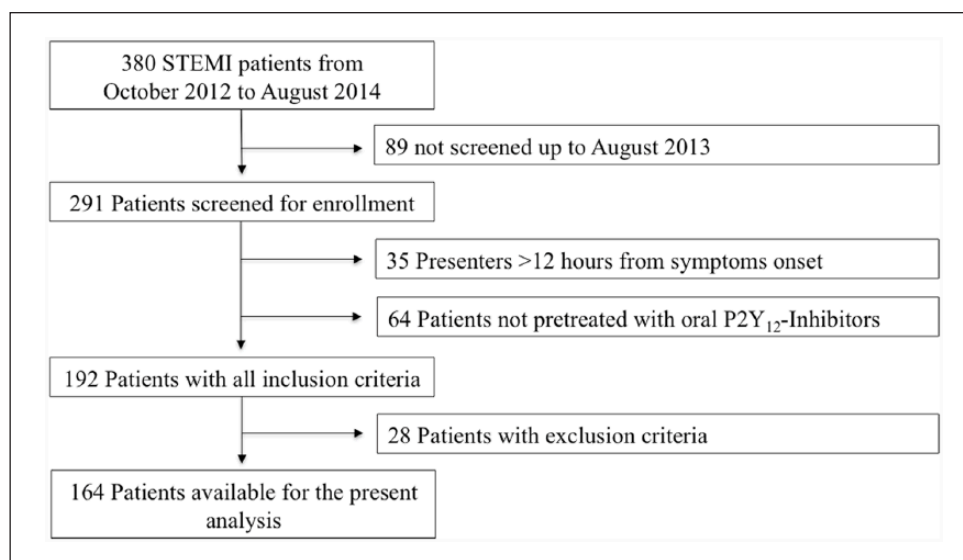 380 STEMI patients from
October 2012 to August 2014
89 not screened up to August 2013
291 Patients screened for enrollment
35 Presenters >12 hours from symptoms onset
64 Patients not pretreated with oral P2Y₁₂-Inhibitors
192 Patients with all inclusion criteria
28 Patients with exclusion criteria
164 Patients available for the present
analysis